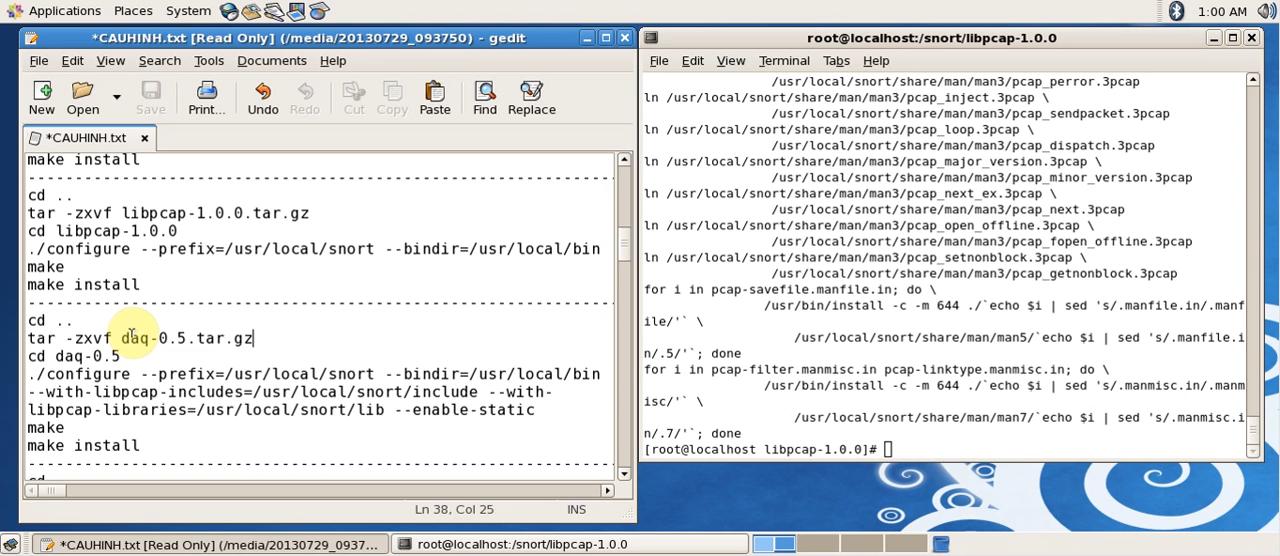 Applications Places System 1:00 AM
*CAUHINH.txt [Read Only] (/media/20130729_093750) - gedit
File Edit View Search Tools Documents Help
New Open Save Print... Undo Redo Cut Copy Paste Find Replace
*CAUHINH.txt
make install
cd ..
tar -zxvf libpcap-1.0.0.tar.gz
cd libpcap-1.0.0
./configure --prefix=/usr/local/snort --bindir=/usr/local/bin
make
make install
cd ..
tar -zxvf daq-0.5.tar.gz
cd daq-0.5
./configure --prefix=/usr/local/snort --bindir=/usr/local/bin
--with-libpcap-includes=/usr/local/snort/include --with-
libpcap-libraries=/usr/local/snort/lib --enable-static
make
make install
Ln 38, Col 25 INS
root@localhost:/snort/libpcap-1.0.0
File Edit View Terminal Tabs Help
/usr/local/snort/share/man/man3/pcap_perror.3pcap
ln /usr/local/snort/share/man/man3/pcap_inject.3pcap \
/usr/local/snort/share/man/man3/pcap_sendpacket.3pcap
ln /usr/local/snort/share/man/man3/pcap_loop.3pcap \
/usr/local/snort/share/man/man3/pcap_dispatch.3pcap
ln /usr/local/snort/share/man/man3/pcap_major_version.3pcap \
/usr/local/snort/share/man/man3/pcap_minor_version.3pcap
ln /usr/local/snort/share/man/man3/pcap_next_ex.3pcap \
/usr/local/snort/share/man/man3/pcap_next.3pcap
ln /usr/local/snort/share/man/man3/pcap_open_offline.3pcap \
/usr/local/snort/share/man/man3/pcap_fopen_offline.3pcap
ln /usr/local/snort/share/man/man3/pcap_setnonblock.3pcap \
/usr/local/snort/share/man/man3/pcap_getnonblock.3pcap
for i in pcap-savefile.manfile.in; do \
/usr/bin/install -c -m 644 ./`echo $i | sed 's/.manfile.in/.manf
ile/'` \
/usr/local/snort/share/man/man5/`echo $i | sed 's/.manfile.i
n/.5/'`; done
for i in pcap-filter.manmisc.in pcap-linktype.manmisc.in; do \
/usr/bin/install -c -m 644 ./`echo $i | sed 's/.manmisc.in/.manm
isc/'` \
/usr/local/snort/share/man/man7/`echo $i | sed 's/.manmisc.i
n/.7/'`; done
[root@localhost libpcap-1.0.0]#
*CAUHINH.txt [Read Only] (/media/20130729_0937... root@localhost:/snort/libpcap-1.0.0